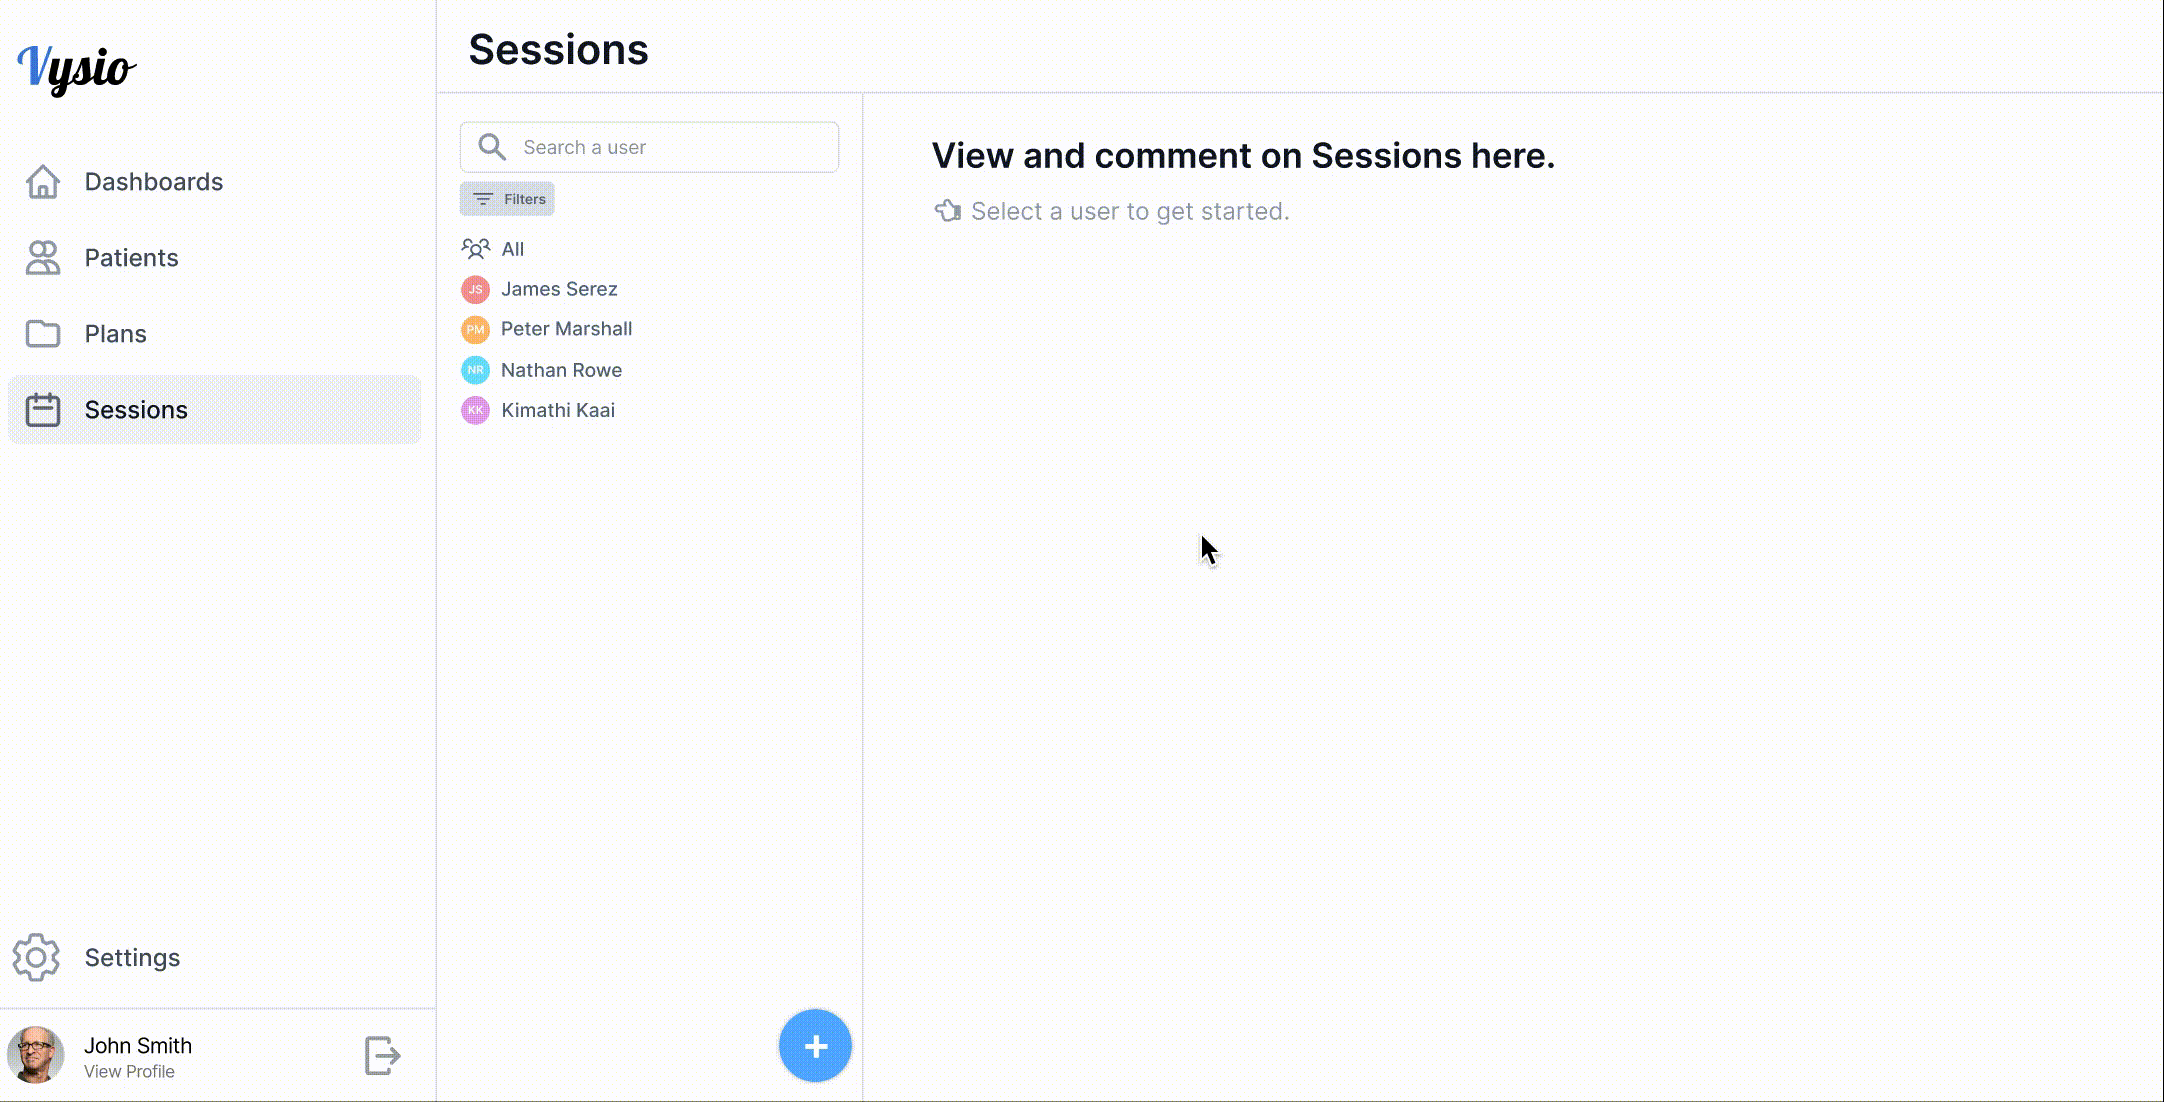 Vysio
Dashboards
Patients
Plans
Sessions
Settings
John Smith
View Profile
Sessions
Search a user
Filters
All
JS James Serez
PM Peter Marshall
NR Nathan Rowe
KK Kimathi Kaai
View and comment on Sessions here.
Select a user to get started.